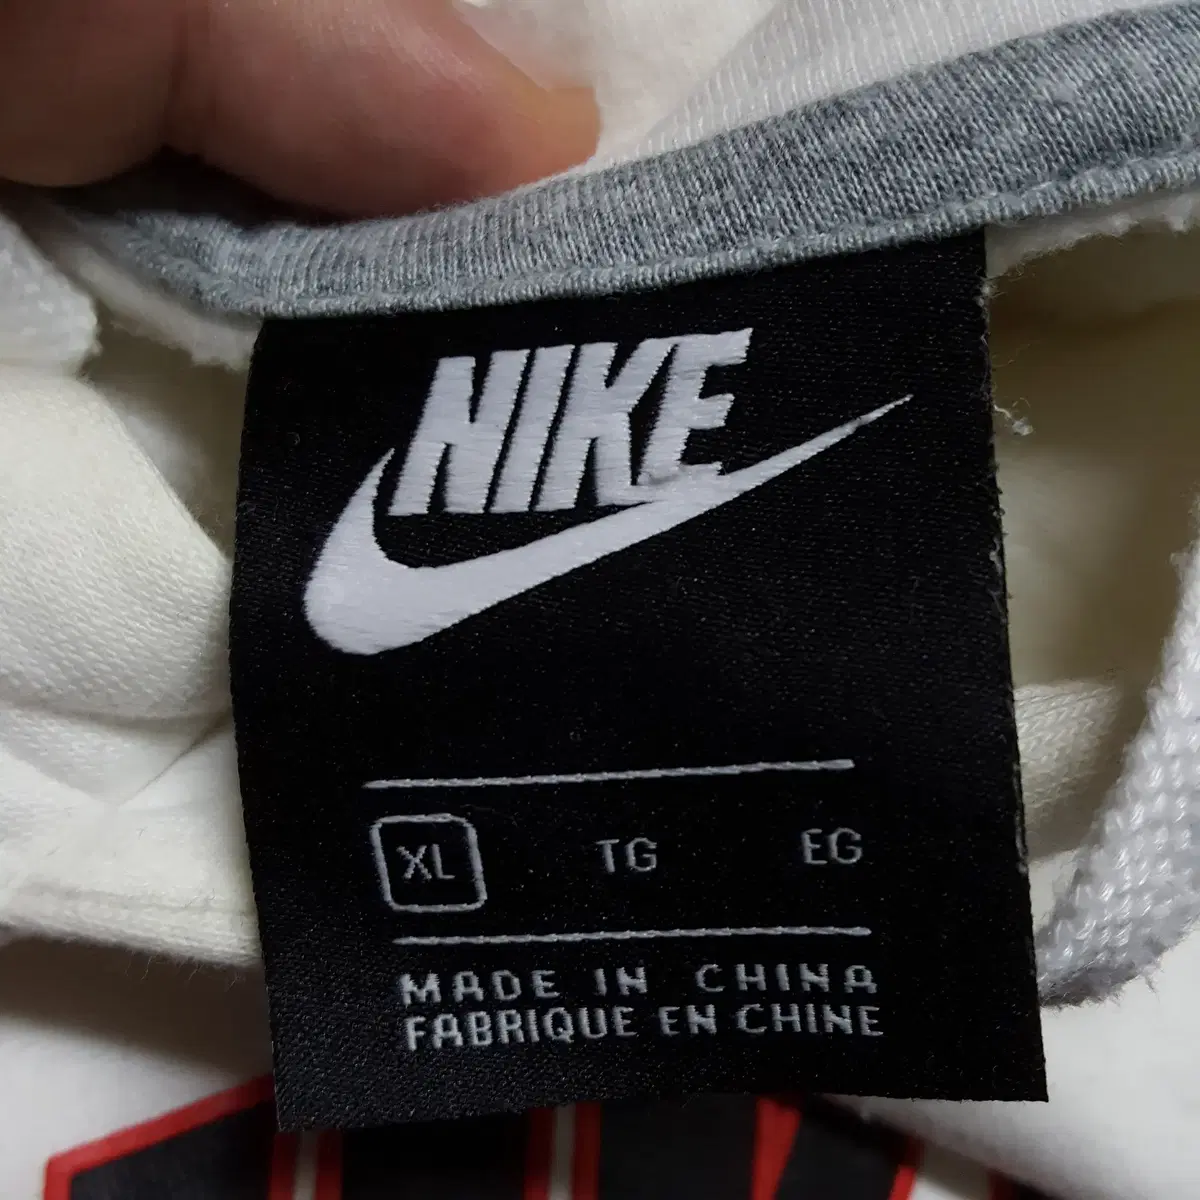 NIKE
XL TG EG
MADE IN CHINA
FABRIQUE EN CHINE